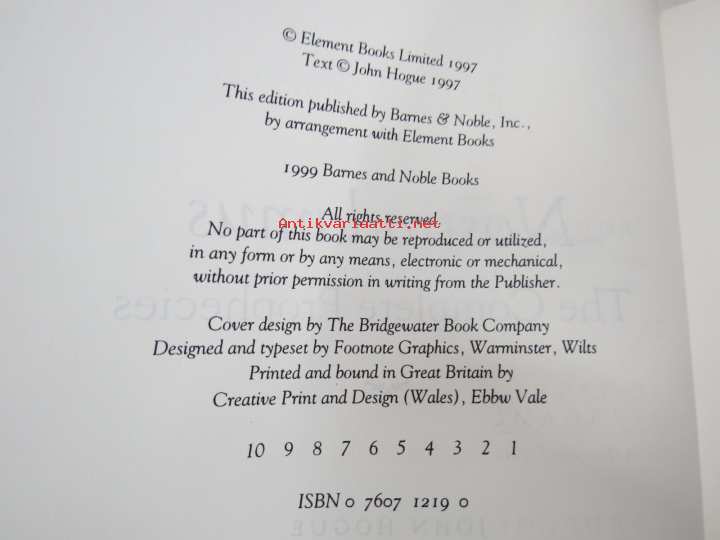 © Element Books Limited 1997
Text © John Hogue 1997
This edition published by Barnes & Noble, Inc.,
by arrangement with Element Books
1999 Barnes and Noble Books
All rights reserved
Antikvariaatti.net
No part of this book may be reproduced or utilized,
in any form or by any means, electronic or mechanical,
without prior permission in writing from the Publisher.
Cover design by The Bridgewater Book Company
Designed and typeset by Footnote Graphics, Warminster, Wilts
Printed and bound in Great Britain by
Creative Print and Design (Wales), Ebbw Vale
10 9 8 7 6 5 4 3 2 1
ISBN 0 7607 1219 0